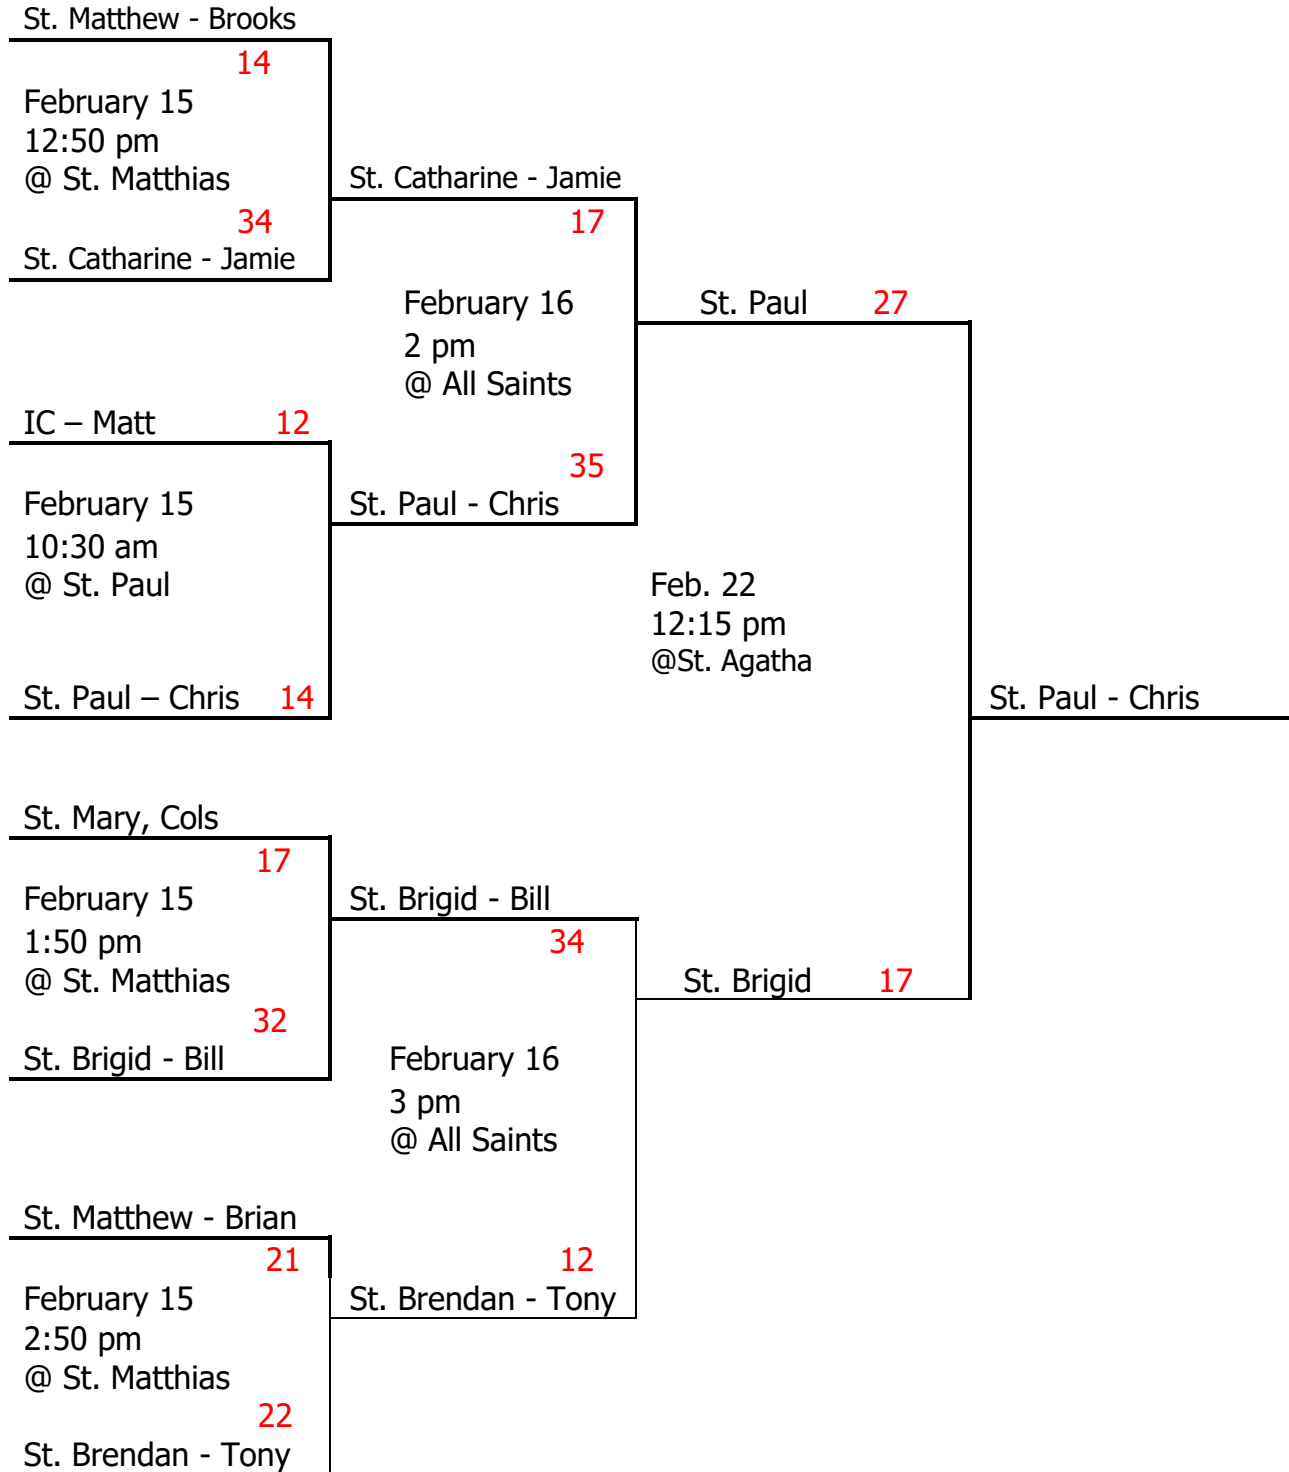 St. Matthew - Brooks
14
February 15
12:50 pm
@ St. Matthias
34
St. Catharine - Jamie
St. Catharine - Jamie
17
February 16
2 pm
@ All Saints
35
St. Paul - Chris
IC – Matt 12
February 15
10:30 am
@ St. Paul
St. Paul – Chris 14
St. Paul 27
Feb. 22
12:15 pm
@St. Agatha
St. Paul - Chris
St. Mary, Cols
17
February 15
1:50 pm
@ St. Matthias
32
St. Brigid - Bill
St. Brigid - Bill
34
February 16
3 pm
@ All Saints
12
St. Brendan - Tony
St. Brigid 17
St. Matthew - Brian
21
February 15
2:50 pm
@ St. Matthias
22
St. Brendan - Tony